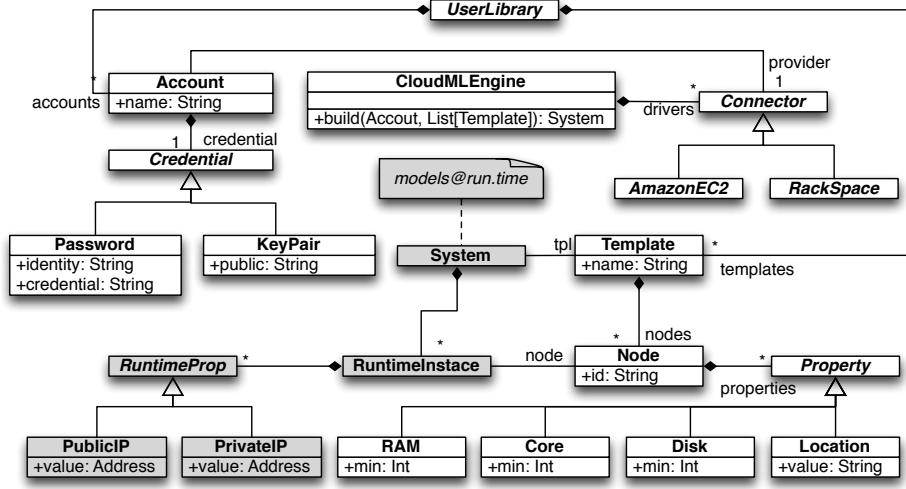 UserLibrary
provider
*
accounts
Account
+name: String
CloudMLEngine
+build(Accout, List[Template]): System
*
drivers
1
Connector
1
credential
Credential
models@run.time
AmazonEC2
RackSpace
Password
+identity: String
+credential: String
KeyPair
+public: String
System
tpl
Template
+name: String
*
templates
*
*
nodes
RuntimeProp
*
RuntimeInstace
node
Node
+id: String
*
properties
Property
PublicIP
+value: Address
PrivateIP
+value: Address
RAM
+min: Int
Core
+min: Int
Disk
+min: Int
Location
+value: String